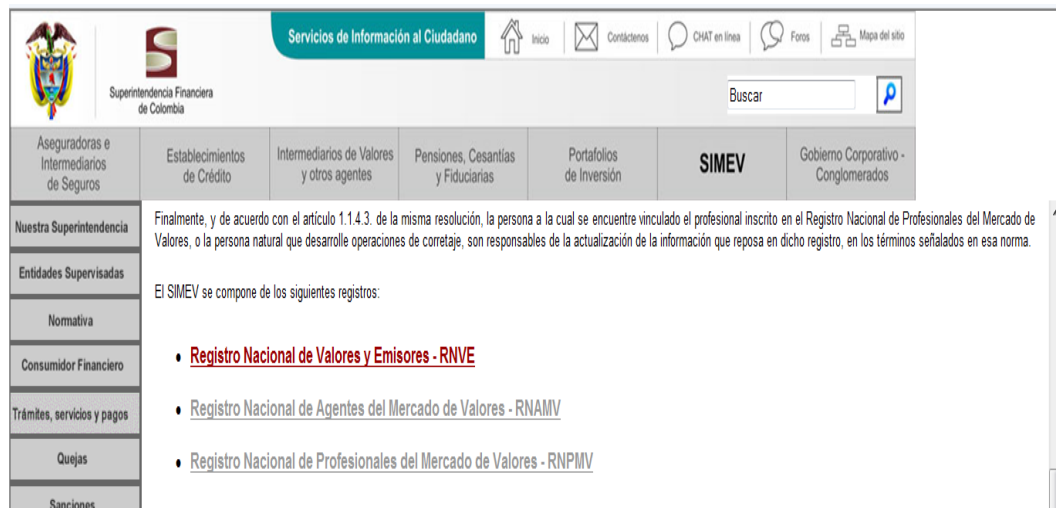 Servicios de Información al Ciudadano
Inicio
Contáctenos
CHAT en línea
Foros
Mapa del sitio
Superintendencia Financiera
de Colombia
Buscar
Aseguradoras e
Intermediarios
de Seguros
Establecimientos
de Crédito
Intermediarios de Valores
y otros agentes
Pensiones, Cesantías
y Fiduciarias
Portafolios
de Inversión
SIMEV
Gobierno Corporativo -
Conglomerados
Nuestra Superintendencia
Entidades Supervisadas
Normativa
Consumidor Financiero
Trámites, servicios y pagos
Quejas
Sanciones
Finalmente, y de acuerdo con el artículo 1.1.4.3. de la misma resolución, la persona a la cual se encuentre vinculado el profesional inscrito en el Registro Nacional de Profesionales del Mercado de
Valores, o la persona natural que desarrolle operaciones de corretaje, son responsables de la actualización de la información que reposa en dicho registro, en los términos señalados en esa norma.
El SIMEV se compone de los siguientes registros:
• Registro Nacional de Valores y Emisores - RNVE
• Registro Nacional de Agentes del Mercado de Valores - RNAMV
• Registro Nacional de Profesionales del Mercado de Valores - RNPMV